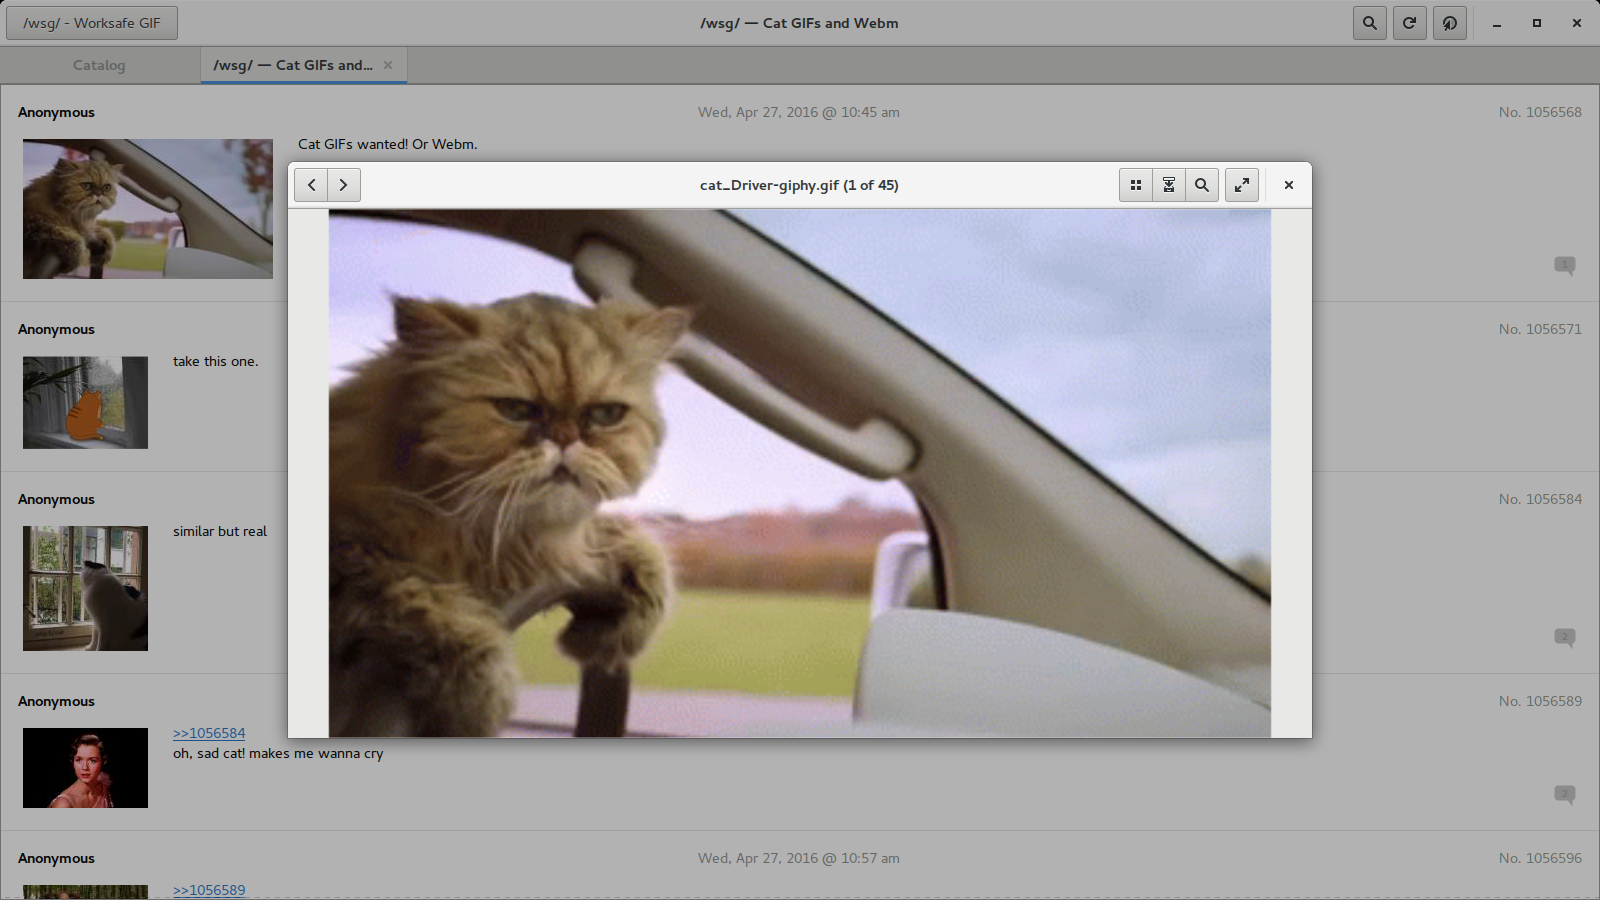 /wsg/ - Worksafe GIF
/wsg/ — Cat GIFs and Webm
Catalog
/wsg/ — Cat GIFs and...
Anonymous
Wed, Apr 27, 2016 @ 10:45 am
No. 1056568
Cat GIFs wanted! Or Webm.
cat_Driver-giphy.gif (1 of 45)
1
Anonymous
No. 1056571
take this one.
Anonymous
No. 1056584
similar but real
2
Anonymous
No. 1056589
>>1056584
oh, sad cat! makes me wanna cry
2
Anonymous
Wed, Apr 27, 2016 @ 10:57 am
No. 1056596
>>1056589